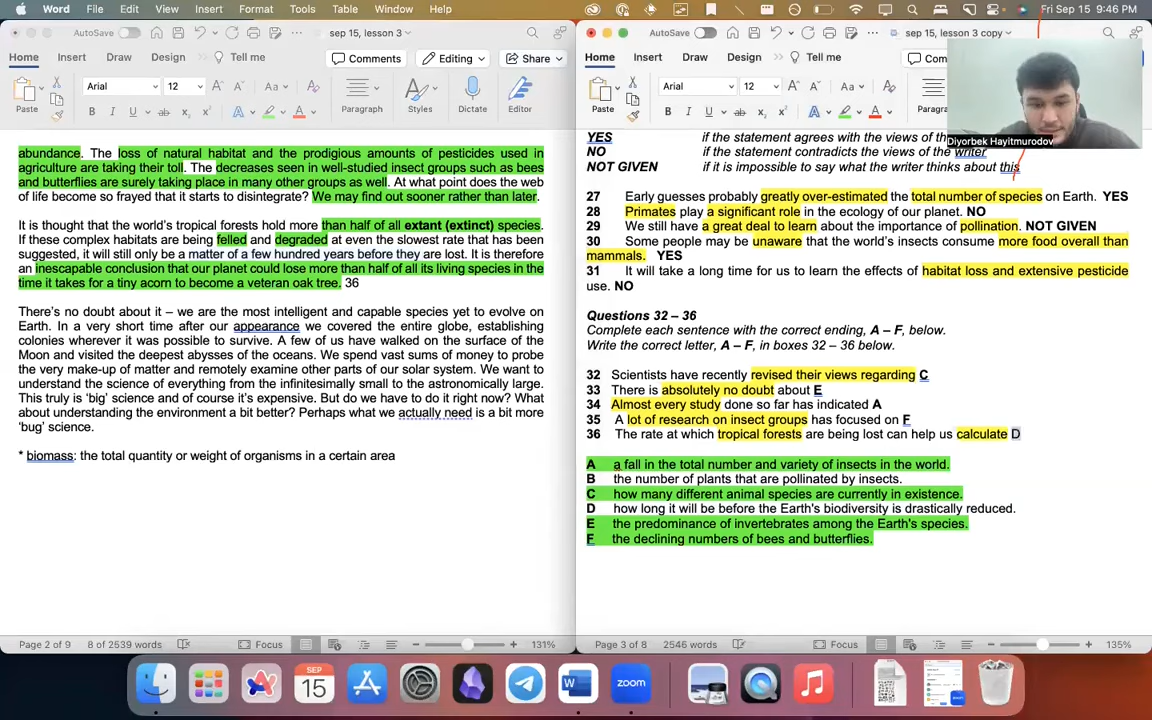 Word File Edit View Insert Format Tools Table Window Help Fri Sep 15 9:46 PM
AutoSave sep 15, lesson 3
Home Insert Draw Design Tell me Comments Editing Share
Paste Arial 12 Paragraph Styles Dictate Editor
abundance. The loss of natural habitat and the prodigious amounts of pesticides used in
agriculture are taking their toll. The decreases seen in well-studied insect groups such as bees
and butterflies are surely taking place in many other groups as well. At what point does the web
of life become so frayed that it starts to disintegrate? We may find out sooner rather than later.
It is thought that the world's tropical forests hold more than half of all extant (extinct) species.
If these complex habitats are being felled and degraded at even the slowest rate that has been
suggested, it will still only be a matter of a few hundred years before they are lost. It is therefore
an inescapable conclusion that our planet could lose more than half of all its living species in the
time it takes for a tiny acorn to become a veteran oak tree. 36
There's no doubt about it – we are the most intelligent and capable species yet to evolve on
Earth. In a very short time after our appearance we covered the entire globe, establishing
colonies wherever it was possible to survive. A few of us have walked on the surface of the
Moon and visited the deepest abysses of the oceans. We spend vast sums of money to probe
the very make-up of matter and remotely examine other parts of our solar system. We want to
understand the science of everything from the infinitesimally small to the astronomically large.
This truly is 'big' science and of course it's expensive. But do we have to do it right now? What
about understanding the environment a bit better? Perhaps what we actually need is a bit more
'bug' science.
* biomass: the total quantity or weight of organisms in a certain area
Page 2 of 9 8 of 2539 words Focus 131%
AutoSave sep 15, lesson 3 copy
Home Insert Draw Design Tell me Com
Paste Arial 12 Paragra
Diyorbek Hayitmurodov
YES if the statement agrees with the views of th
NO if the statement contradicts the views of the writer
NOT GIVEN if it is impossible to say what the writer thinks about this
27 Early guesses probably greatly over-estimated the total number of species on Earth. YES
28 Primates play a significant role in the ecology of our planet. NO
29 We still have a great deal to learn about the importance of pollination. NOT GIVEN
30 Some people may be unaware that the world's insects consume more food overall than
mammals. YES
31 It will take a long time for us to learn the effects of habitat loss and extensive pesticide
use. NO
Questions 32 – 36
Complete each sentence with the correct ending, A – F, below.
Write the correct letter, A – F, in boxes 32 – 36 below.
32 Scientists have recently revised their views regarding C
33 There is absolutely no doubt about E
34 Almost every study done so far has indicated A
35 A lot of research on insect groups has focused on F
36 The rate at which tropical forests are being lost can help us calculate D
A a fall in the total number and variety of insects in the world.
B the number of plants that are pollinated by insects.
C how many different animal species are currently in existence.
D how long it will be before the Earth's biodiversity is drastically reduced.
E the predominance of invertebrates among the Earth's species.
F the declining numbers of bees and butterflies.
Page 3 of 8 2546 words Focus 135%
SEP
15
zoom